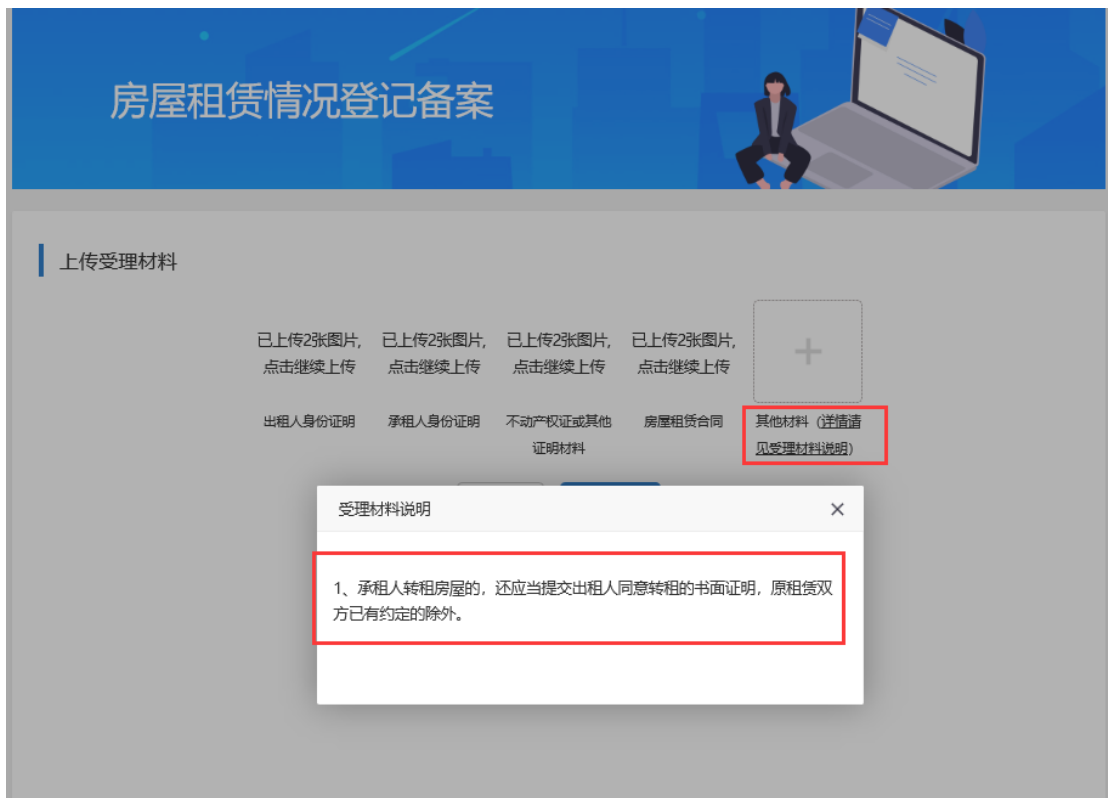 房屋租赁情况登记备案
上传受理材料
已上传2张图片,
点击继续上传
已上传2张图片,
点击继续上传
已上传2张图片,
点击继续上传
已上传2张图片,
点击继续上传
出租人身份证明
承租人身份证明
不动产权证或其他
证明材料
房屋租赁合同
其他材料（详情请
见受理材料说明）
受理材料说明
1、承租人转租房屋的，还应当提交出租人同意转租的书面证明，原租赁双
方已有约定的除外。